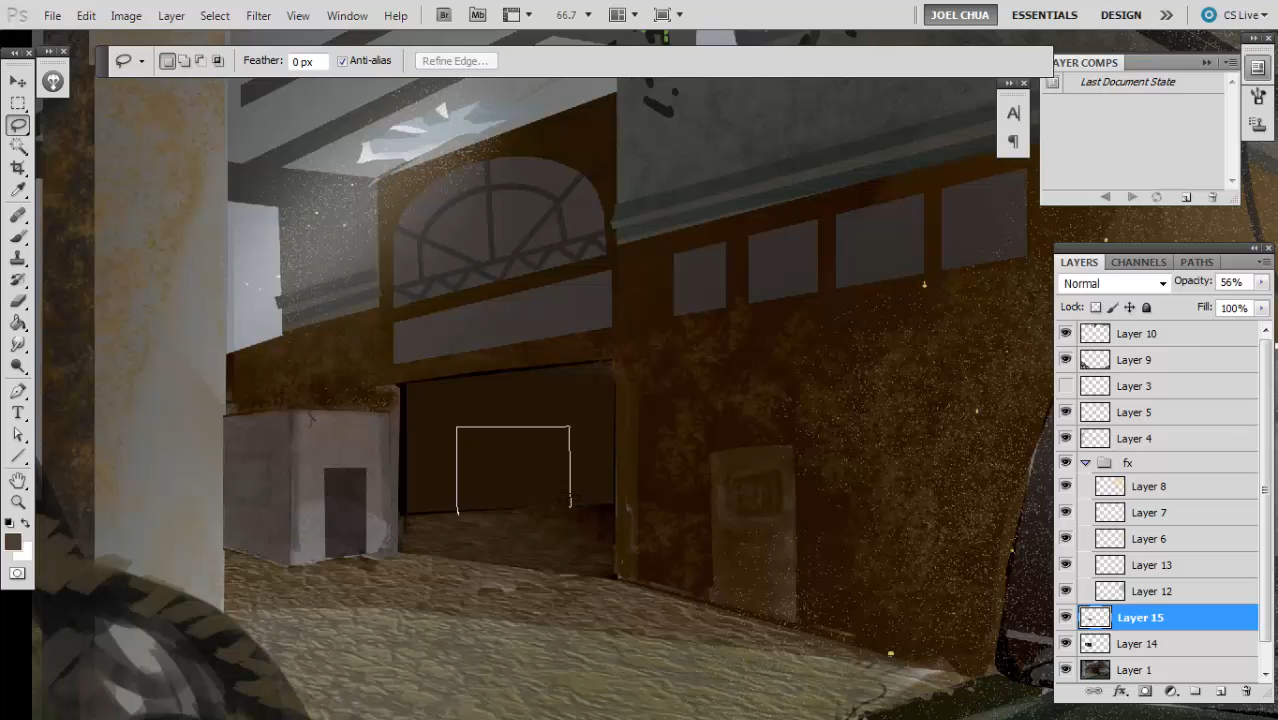 Ps File Edit Image Layer Select Filter View Window Help Br Mb 66.7 JOEL CHUA ESSENTIALS DESIGN CS Live
Feather: 0 px Anti-alias Refine Edge...
AYER COMPS
Last Document State
LAYERS CHANNELS PATHS
Normal Opacity: 56%
Lock: Fill: 100%
Layer 10
Layer 9
Layer 3
Layer 5
Layer 4
fx
Layer 8
Layer 7
Layer 6
Layer 13
Layer 12
Layer 15
Layer 14
Layer 1